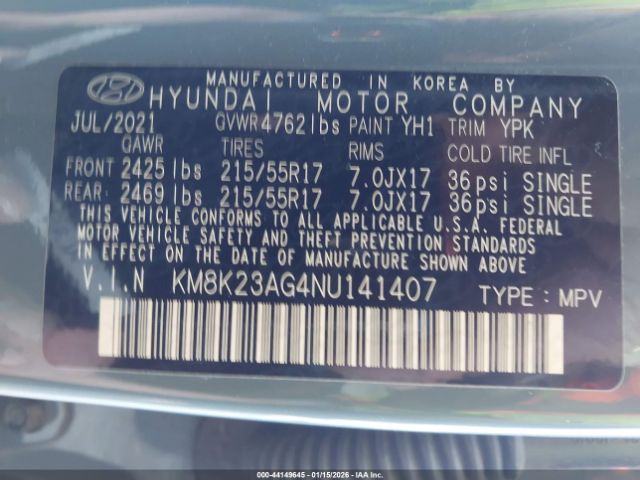 MANUFACTURED IN KOREA BY
HYUNDAI MOTOR COMPANY
JUL/2021 GVWR 4762 lbs PAINT YH1 TRIM YPK
GAWR TIRES RIMS COLD TIRE INFL
FRONT 2425 lbs 215/55R17 7.0JX17 36 psi SINGLE
REAR: 2469 lbs 215/55R17 7.0JX17 36 psi SINGLE
THIS VEHICLE CONFORMS TO ALL APPLICABLE U.S.A. FEDERAL
MOTOR VEHICLE SAFETY AND THEFT PREVENTION STANDARDS
IN EFFECT ON THE DATE OF MANUFACTURE SHOWN ABOVE.
V.I.N KM8K23AG4NU141407 TYPE : MPV
000-44149645 - 01/15/2026 - IAAI.com